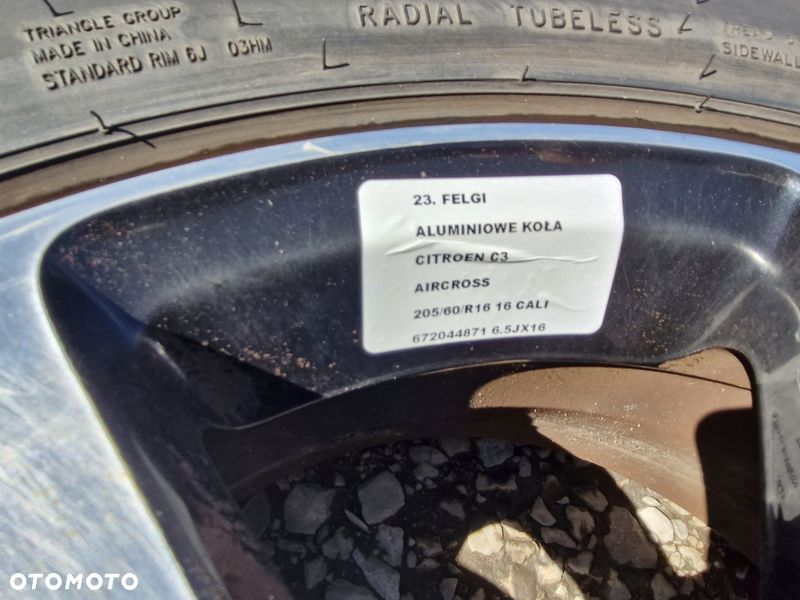 TRIANGLE GROUP
MADE IN CHINA
STANDARD RIM 6J 03HM
RADIAL TUBELESS
SIDEWALL
23. FELGI
ALUMINIOWE KOŁA
CITROEN C3
AIRCROSS
205/60/R16 16 CALI
672044871 6.5JX16
OTOMOTO